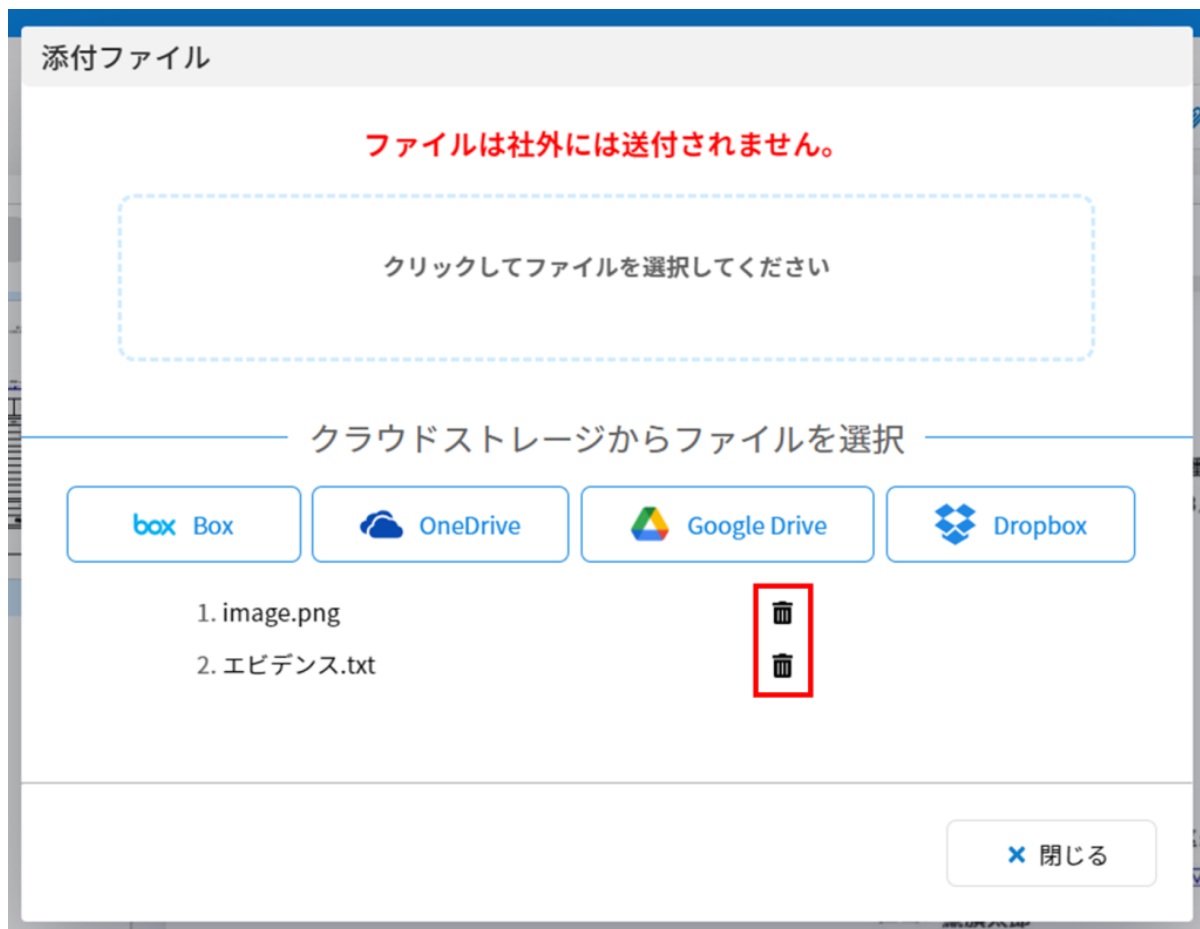 添付ファイル
ファイルは社外には送付されません。
クリックしてファイルを選択してください
クラウドストレージからファイルを選択
box Box
OneDrive
Google Drive
Dropbox
1. image.png
2. エビデンス.txt
× 閉じる